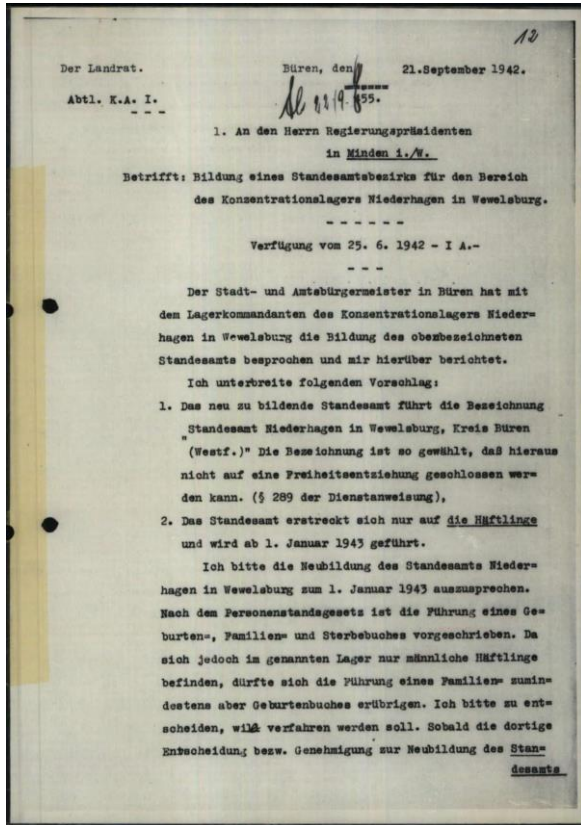 12
Der Landrat. Büren, den 21.September 1942.
Abtl. K.A. I. 2219. 55.
1. An den Herrn Regierungspräsidenten
in Minden i./W.
Betrifft: Bildung eines Standesamtsbezirks für den Bereich
des Konzentrationslagers Niederhagen in Wewelsburg.
Verfügung vom 25. 6. 1942 - I A.-
Der Stadt- und Amtsbürgermeister in Büren hat mit
dem Lagerkommandanten des Konzentrationslagers Nieder=
hagen in Wewelsburg die Bildung des obenbezeichneten
Standesamts besprochen und mir hierüber berichtet.
Ich unterbreite folgenden Vorschlag:
1. Das neu zu bildende Standesamt führt die Bezeichnung
"Standesamt Niederhagen in Wewelsburg, Kreis Büren
(Westf.)" Die Bezeichnung ist so gewählt, daß hieraus
nicht auf eine Freiheitsentziehung geschlossen wer=
den kann. (§ 289 der Dienstanweisung),
2. Das Standesamt erstreckt sich nur auf die Häftlinge
und wird ab 1. Januar 1943 geführt.
Ich bitte die Neubildung des Standesamts Nieder=
hagen in Wewelsburg zum 1. Januar 1943 auszusprechen.
Nach dem Personenstandsgesetz ist die Führung eines Ge=
burten=, Familien= und Sterbebuches vorgeschrieben. Da
sich jedoch im genannten Lager nur männliche Häftlinge
befinden, dürfte sich die Führung eines Familien= zumin=
destens aber Geburtenbuches erübrigen. Ich bitte zu ent=
scheiden, verfahren werden soll. Sobald die dortige
Entscheidung bezw. Genehmigung zur Neubildung des Stan=
desamts